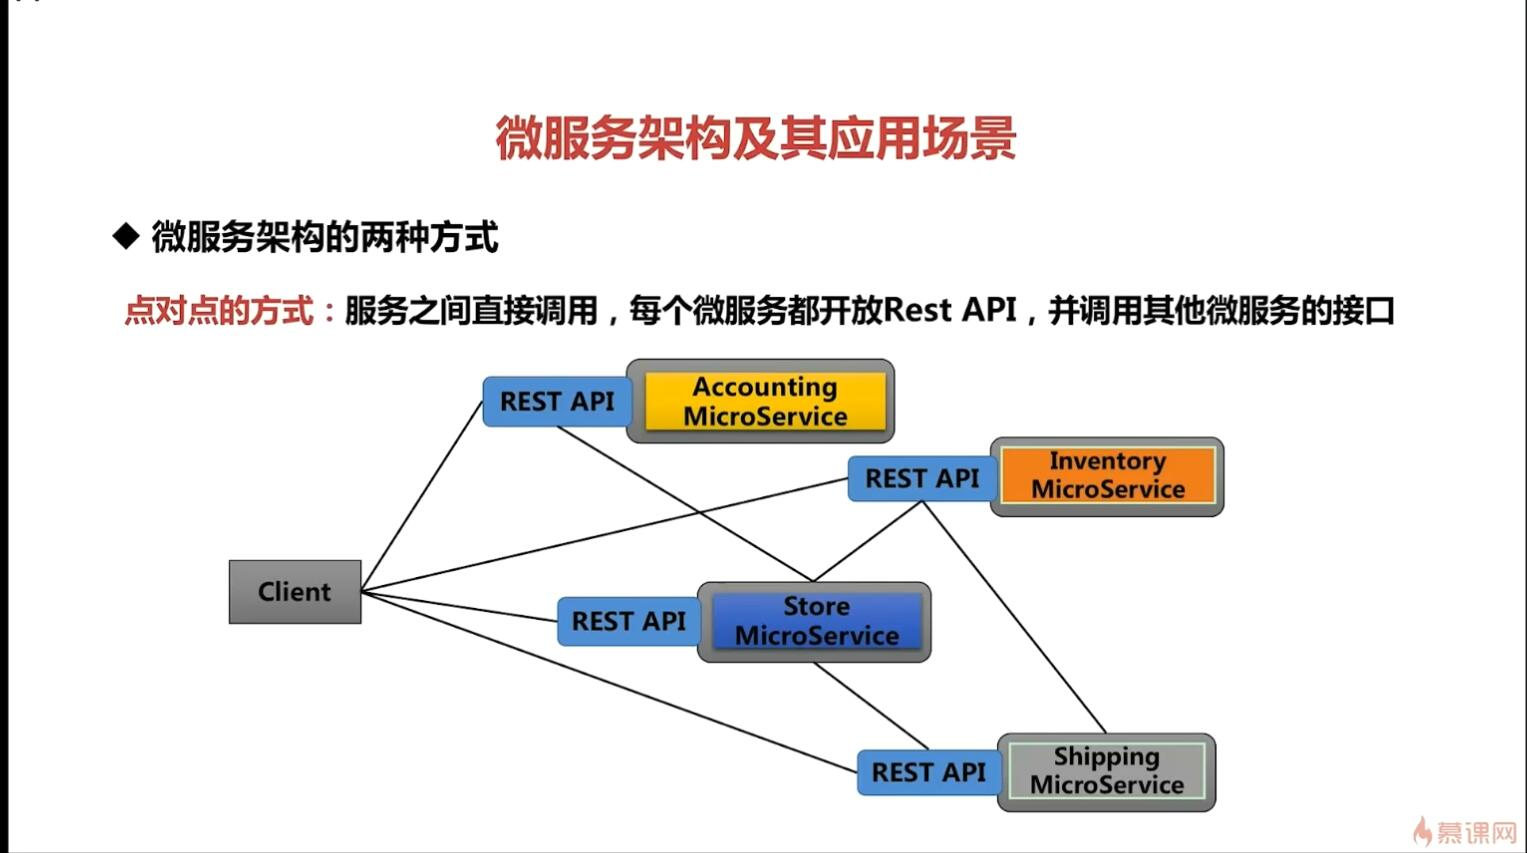 微服务架构及其应用场景
微服务架构的两种方式
点对点的方式：服务之间直接调用，每个微服务都开放Rest API，并调用其他微服务的接口
REST API
Accounting
MicroService
REST API
Inventory
MicroService
Client
REST API
Store
MicroService
REST API
Shipping
MicroService
慕课网